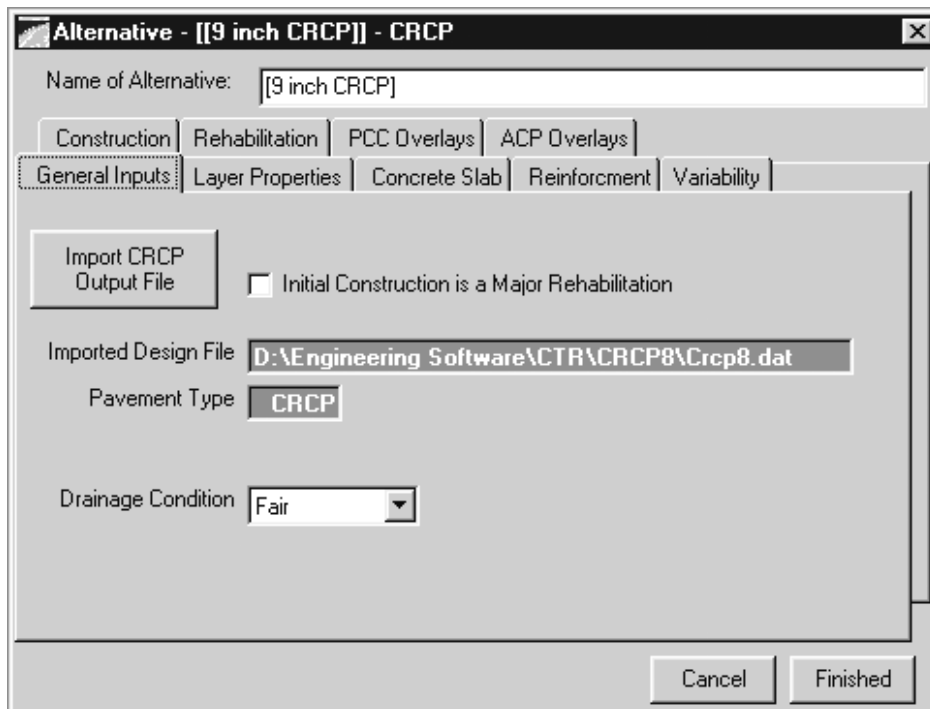 Alternative - [[9 inch CRCP]] - CRCP
Name of Alternative: [9 inch CRCP]
Construction Rehabilitation PCC Overlays ACP Overlays
General Inputs Layer Properties Concrete Slab Reinforcment Variability
Import CRCP
Output File
Initial Construction is a Major Rehabilitation
Imported Design File D:\Engineering Software\CTR\CRCP8\Crcp8.dat
Pavement Type CRCP
Drainage Condition Fair
Cancel Finished